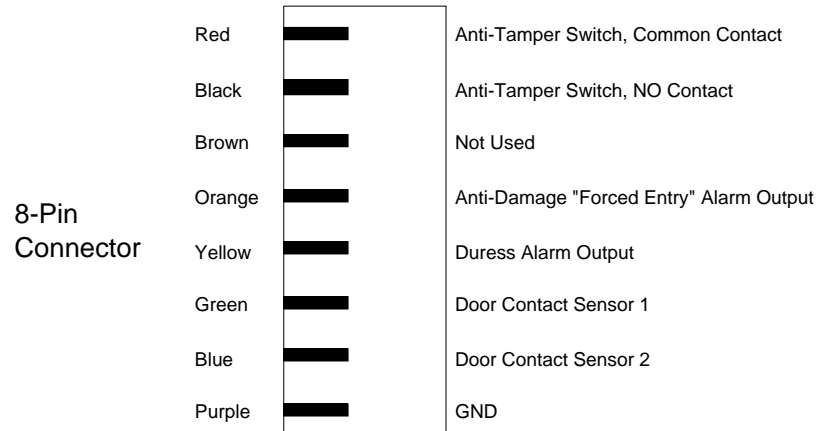 Red Anti-Tamper Switch, Common Contact
Black Anti-Tamper Switch, NO Contact
Brown Not Used
Orange Anti-Damage "Forced Entry" Alarm Output
8-Pin
Connector
Yellow Duress Alarm Output
Green Door Contact Sensor 1
Blue Door Contact Sensor 2
Purple GND